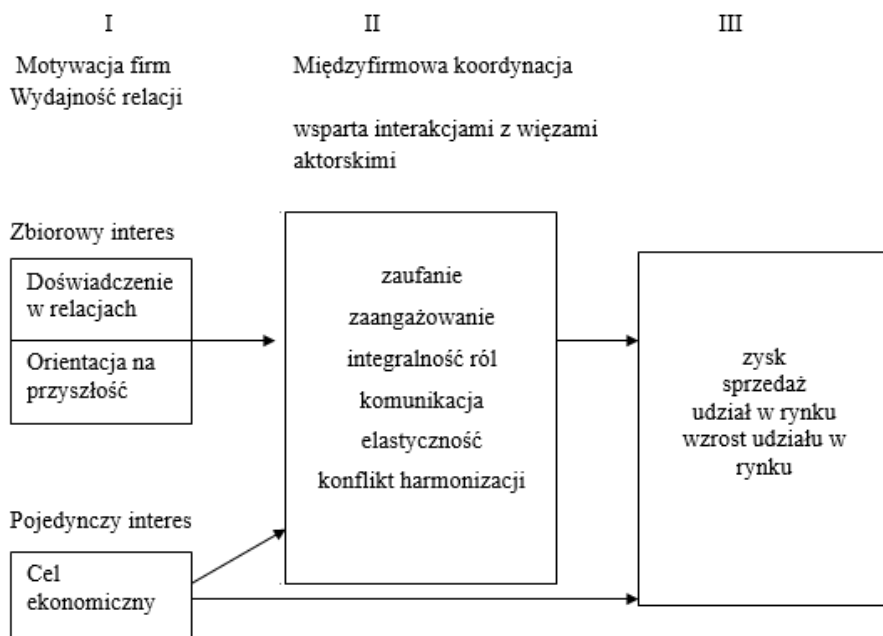 I
II
III
Motywacja firm
Wydajność relacji
Międzyfirmowa koordynacja
wsparta interakcjami z więzami
aktorskimi
Zbiorowy interes
Doświadczenie
w relacjach
Orientacja na
przyszłość
Pojedynczy interes
Cel
ekonomiczny
zaufanie
zaangażowanie
integralność ról
komunikacja
elastyczność
konflikt harmonizacji
zysk
sprzedaż
udział w rynku
wzrost udziału w
rynku